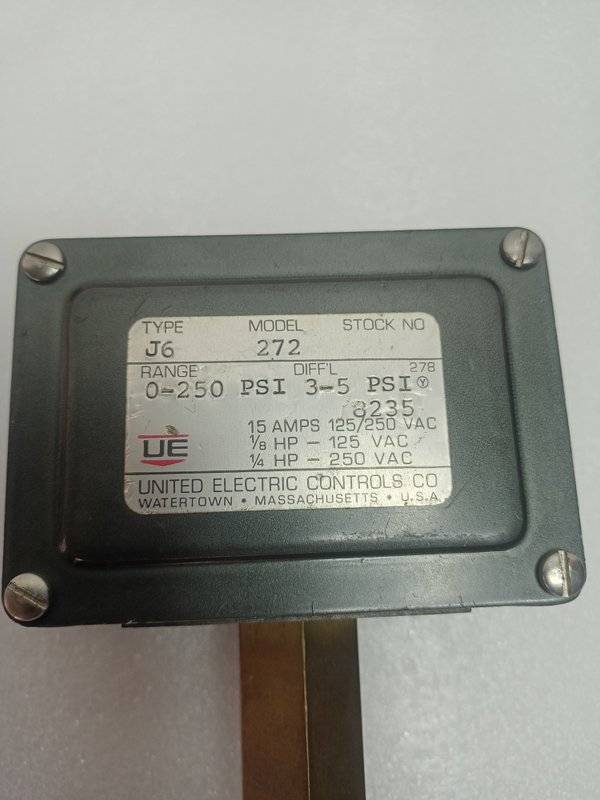 TYPE MODEL STOCK NO
J6 272
RANGE DIFF'L 278
0-250 PSI 3-5 PSI Y
8235
15 AMPS 125/250 VAC
UE 1/8 HP - 125 VAC
1/4 HP - 250 VAC
UNITED ELECTRIC CONTROLS CO
WATERTOWN • MASSACHUSETTS • U.S.A.